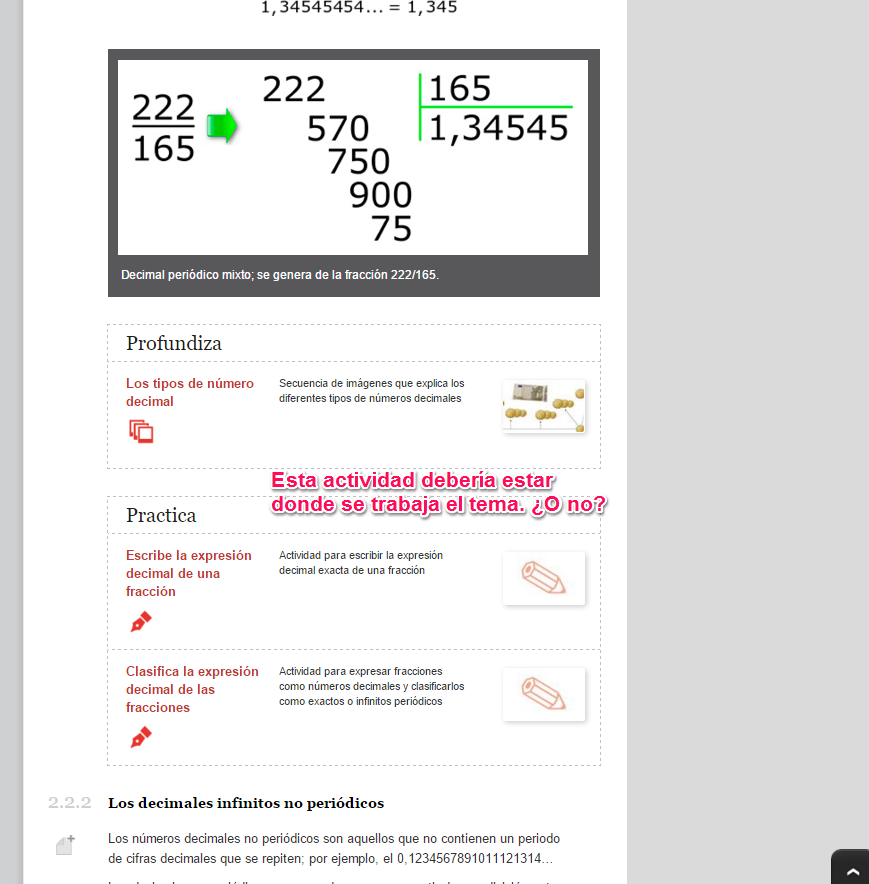 1,34545454... = 1,345
222
165
222
165
570
1,34545
750
900
75
Decimal periódico mixto; se genera de la fracción 222/165.
Profundiza
Los tipos de número
decimal
Secuencia de imágenes que explica los
diferentes tipos de números decimales
Esta actividad debería estar
donde se trabaja el tema. ¿O no?
Practica
Escribe la expresión
decimal de una
fracción
Actividad para escribir la expresión
decimal exacta de una fracción
Clasifica la expresión
decimal de las
fracciones
Actividad para expresar fracciones
como números decimales y clasificarlos
como exactos o infinitos periódicos
2.2.2 Los decimales infinitos no periódicos
Los números decimales no periódicos son aquellos que no contienen un periodo
de cifras decimales que se repiten; por ejemplo, el 0,1234567891011121314...